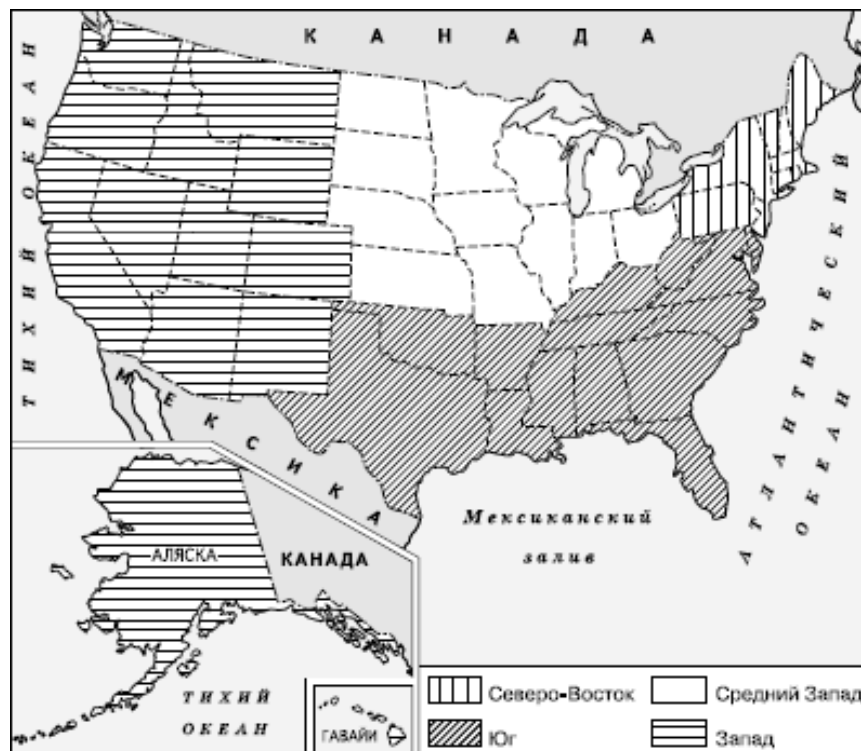 КАНАДА
ТИХИЙ ОКЕАН
АТЛАНТИЧЕСКИЙ
ОКЕАН
МЕКСИКА
Мексиканский
залив
АЛЯСКА
КАНАДА
ТИХИЙ
ОКЕАН
ГАВАЙИ
Северо-Восток
Средний Запад
Юг
Запад